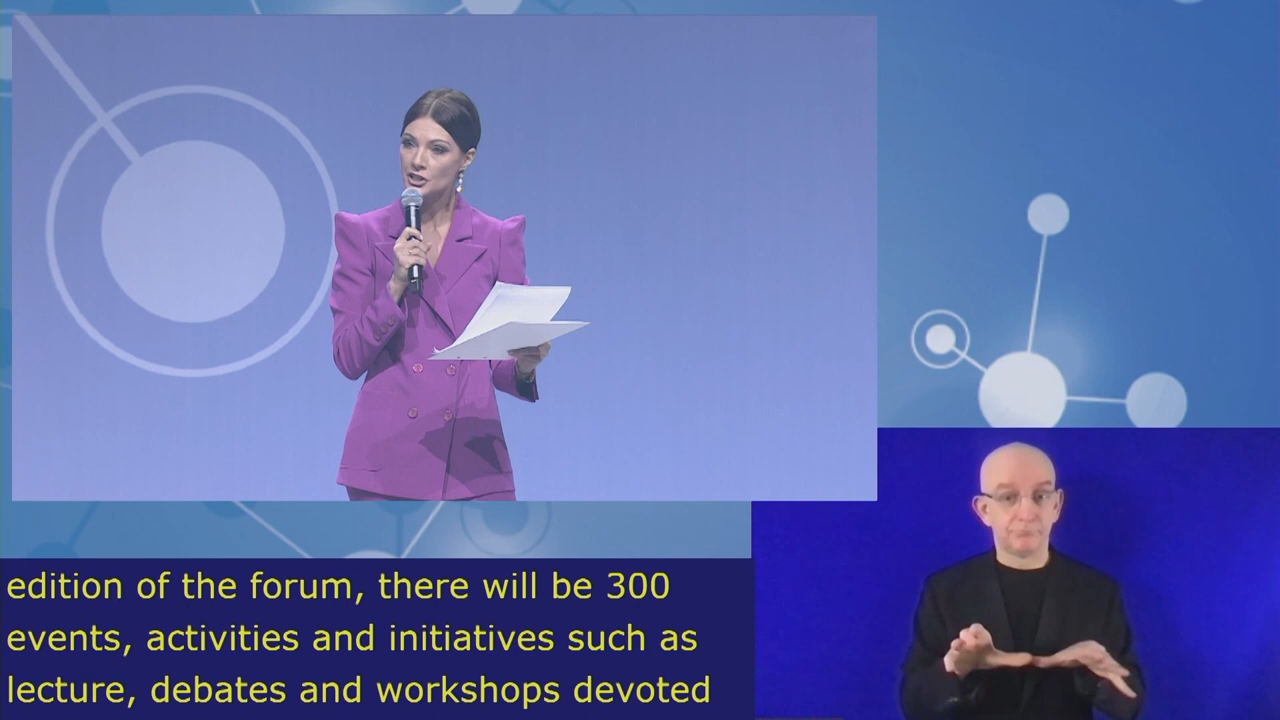 edition of the forum, there will be 300
events, activities and initiatives such as
lecture, debates and workshops devoted